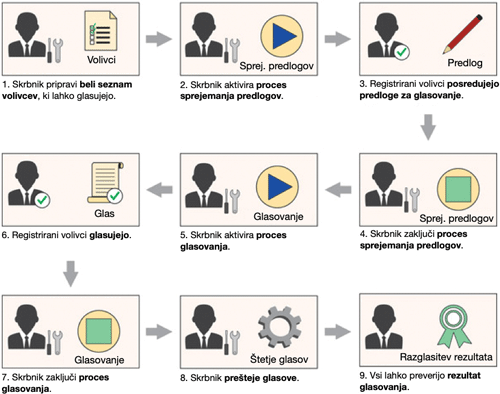 Volivci
1. Skrbnik pripravi beli seznam
volivcev, ki lahko glasujejo.
Sprej. predlogov
2. Skrbnik aktivira proces
sprejemanja predlogov.
Predlog
3. Registrirani volivci posredujejo
predloge za glasovanje.
Sprej. predlogov
4. Skrbnik zaključi proces
sprejemanja predlogov.
Glasovanje
5. Skrbnik aktivira proces
glasovanja.
Glas
6. Registrirani volivci glasujejo.
Glasovanje
7. Skrbnik zaključi proces
glasovanja.
Štetje glasov
8. Skrbnik prešteje glasove.
Razglasitev rezultata
9. Vsi lahko preverijo rezultat
glasovanja.